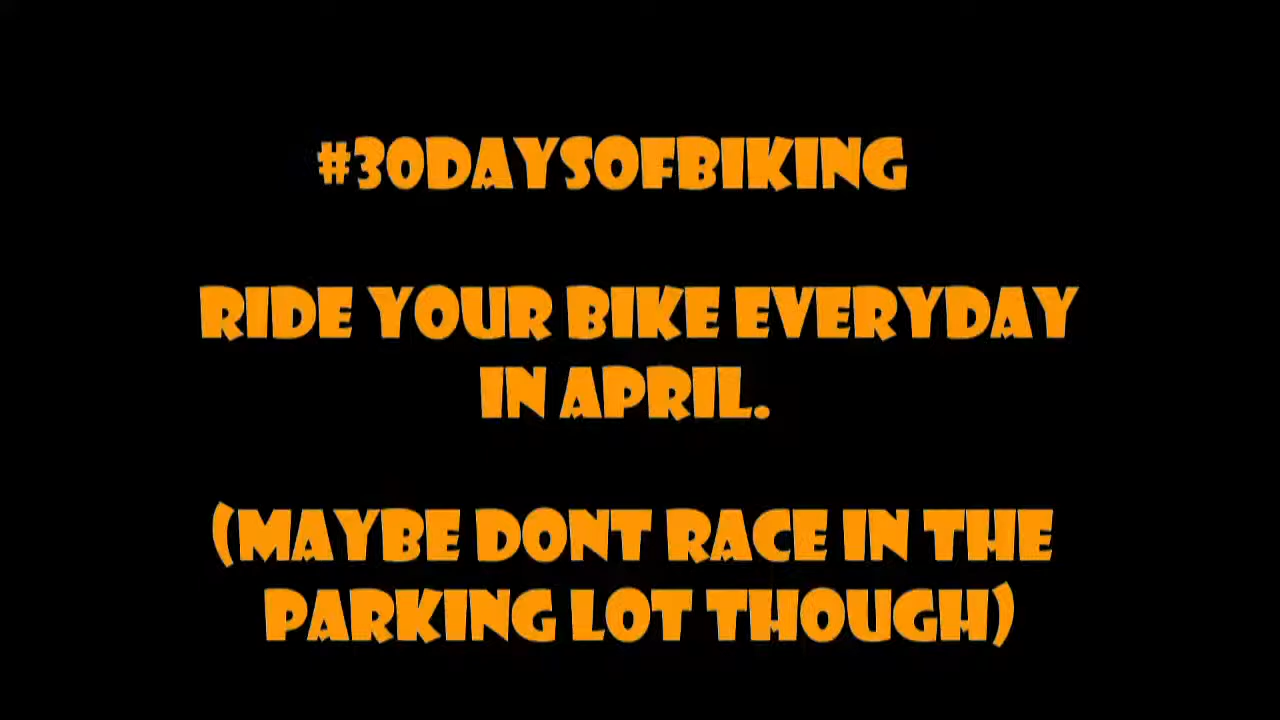 #30DAYSOFBIKING
RIDE YOUR BIKE EVERYDAY
IN APRIL.
(MAYBE DONT RACE IN THE
PARKING LOT THOUGH)